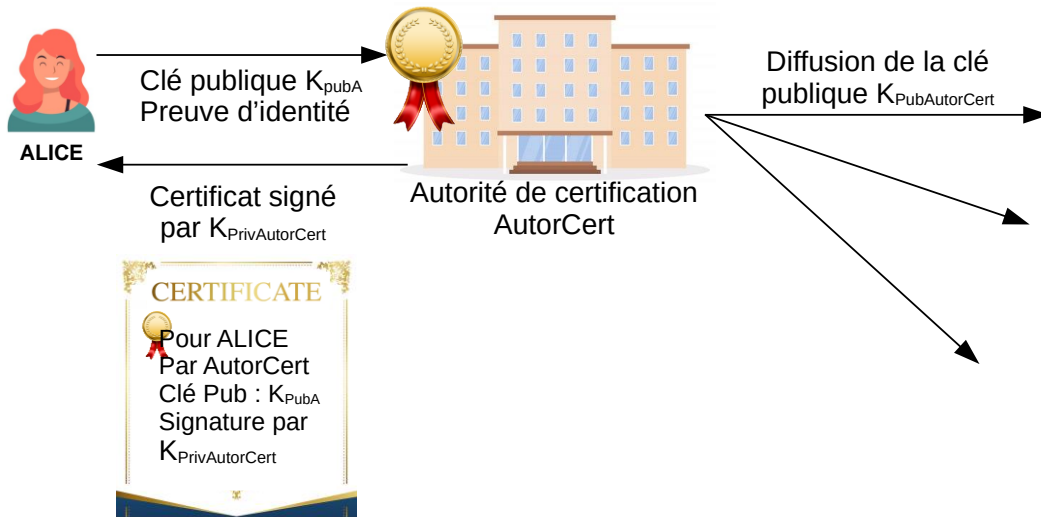 Clé publique KpubA
Preuve d’identité
ALICE
Certificat signé
par KPrivAutorCert
Autorité de certification
AutorCert
Diffusion de la clé
publique KPubAutorCert
CERTIFICATE
Pour ALICE
Par AutorCert
Clé Pub : KPubA
Signature par
KPrivAutorCert